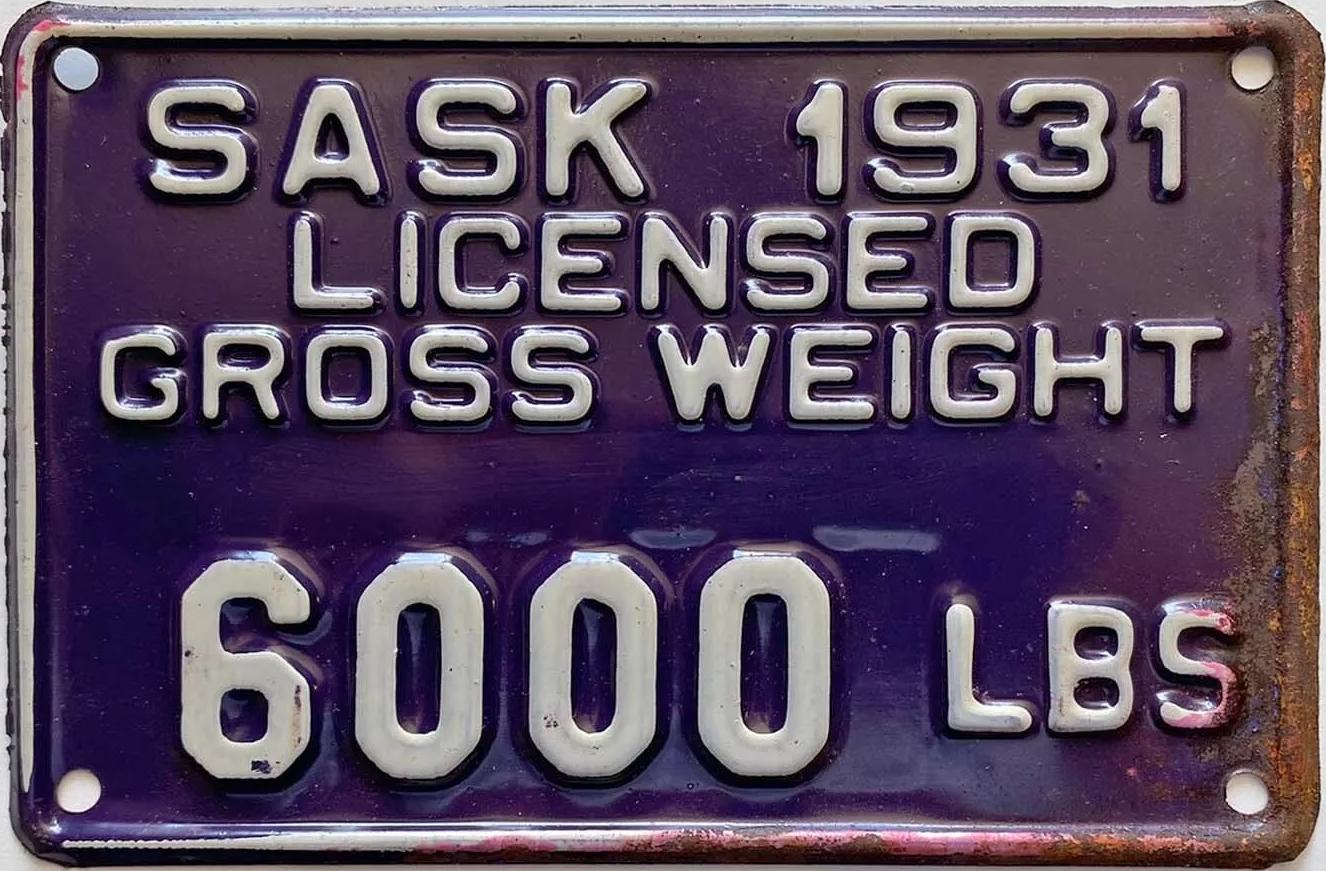 SASK 1931
LICENSED
GROSS WEIGHT
6000 LBS